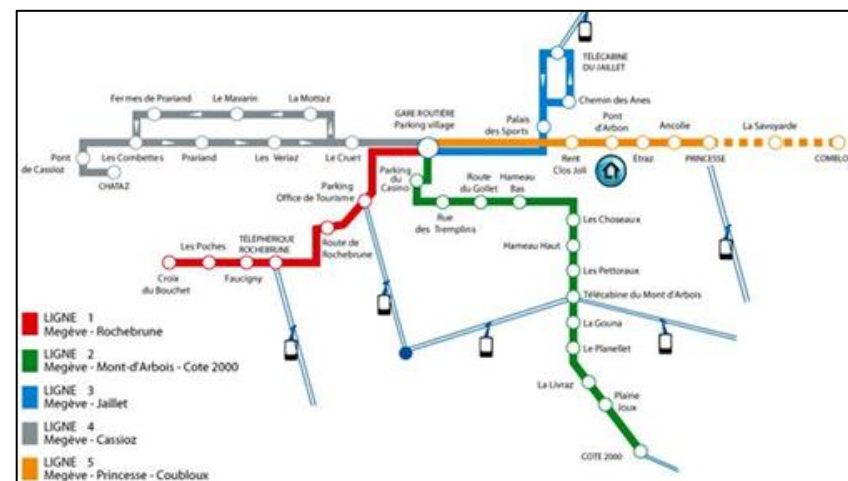 TÉLÉCABINE
DU JAILLET
Fermes de Prariand
Le Mavarin
La Mottaz
GARE ROUTIÈRE
Parking village
Palais
des Sports
Chemin des Anes
Pont
d'Arbon
Ancolle
La Savoyarde
Pont
de Cassioz
Les Combettes
Prariand
Les Veriaz
Le Cruet
Rent
Clos Joli
Etraz
PRINCESSE
COMBLO
CHATAZ
Parking
du
Casino
Route
du Gollet
Hameau
Bas
Parking
Office de Tourisme
Rue
des Tremplins
Les Choseaux
Les Poches
TÉLÉPHERIQUE
ROCHEBRUNE
Route de
Rochebrune
Hameau Haut
Croix
du Bouchet
Faucigny
Les Pettoraux
Télécabine du Mont d'Arbois
La Gouna
Le Planellet
La Livraz
Plaine
Joux
COTE 2000
LIGNE 1
Megève - Rochebrune
LIGNE 2
Megève - Mont-d'Arbois - Cote 2000
LIGNE 3
Megève - Jaillet
LIGNE 4
Megève - Cassioz
LIGNE 5
Megève - Princesse - Coubloux